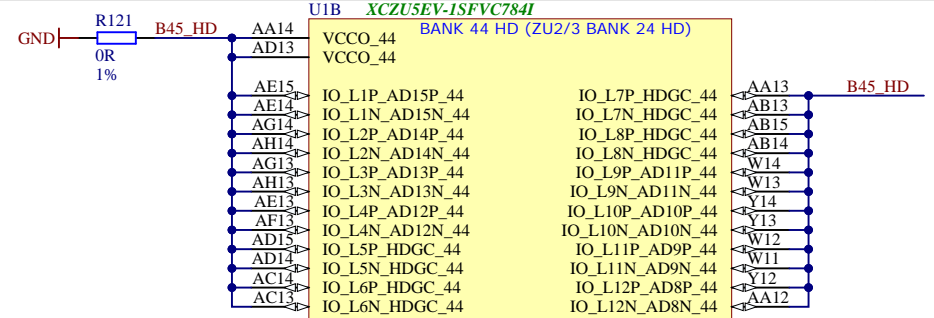 U1B XCZU5EV-1SFVC784I
R121
GND B45_HD AA14 VCCO_44 BANK 44 HD (ZU2/3 BANK 24 HD)
0R AD13 VCCO_44
1%
AE15 IO_L1P_AD15P_44 IO_L7P_HDGC_44 AA13 B45_HD
AE14 IO_L1N_AD15N_44 IO_L7N_HDGC_44 AB13
AG14 IO_L2P_AD14P_44 IO_L8P_HDGC_44 AB15
AH14 IO_L2N_AD14N_44 IO_L8N_HDGC_44 AB14
AG13 IO_L3P_AD13P_44 IO_L9P_AD11P_44 W14
AH13 IO_L3N_AD13N_44 IO_L9N_AD11N_44 W13
AE13 IO_L4P_AD12P_44 IO_L10P_AD10P_44 Y14
AF13 IO_L4N_AD12N_44 IO_L10N_AD10N_44 Y13
AD15 IO_L5P_HDGC_44 IO_L11P_AD9P_44 W12
AD14 IO_L5N_HDGC_44 IO_L11N_AD9N_44 W11
AC14 IO_L6P_HDGC_44 IO_L12P_AD8P_44 Y12
AC13 IO_L6N_HDGC_44 IO_L12N_AD8N_44 AA12